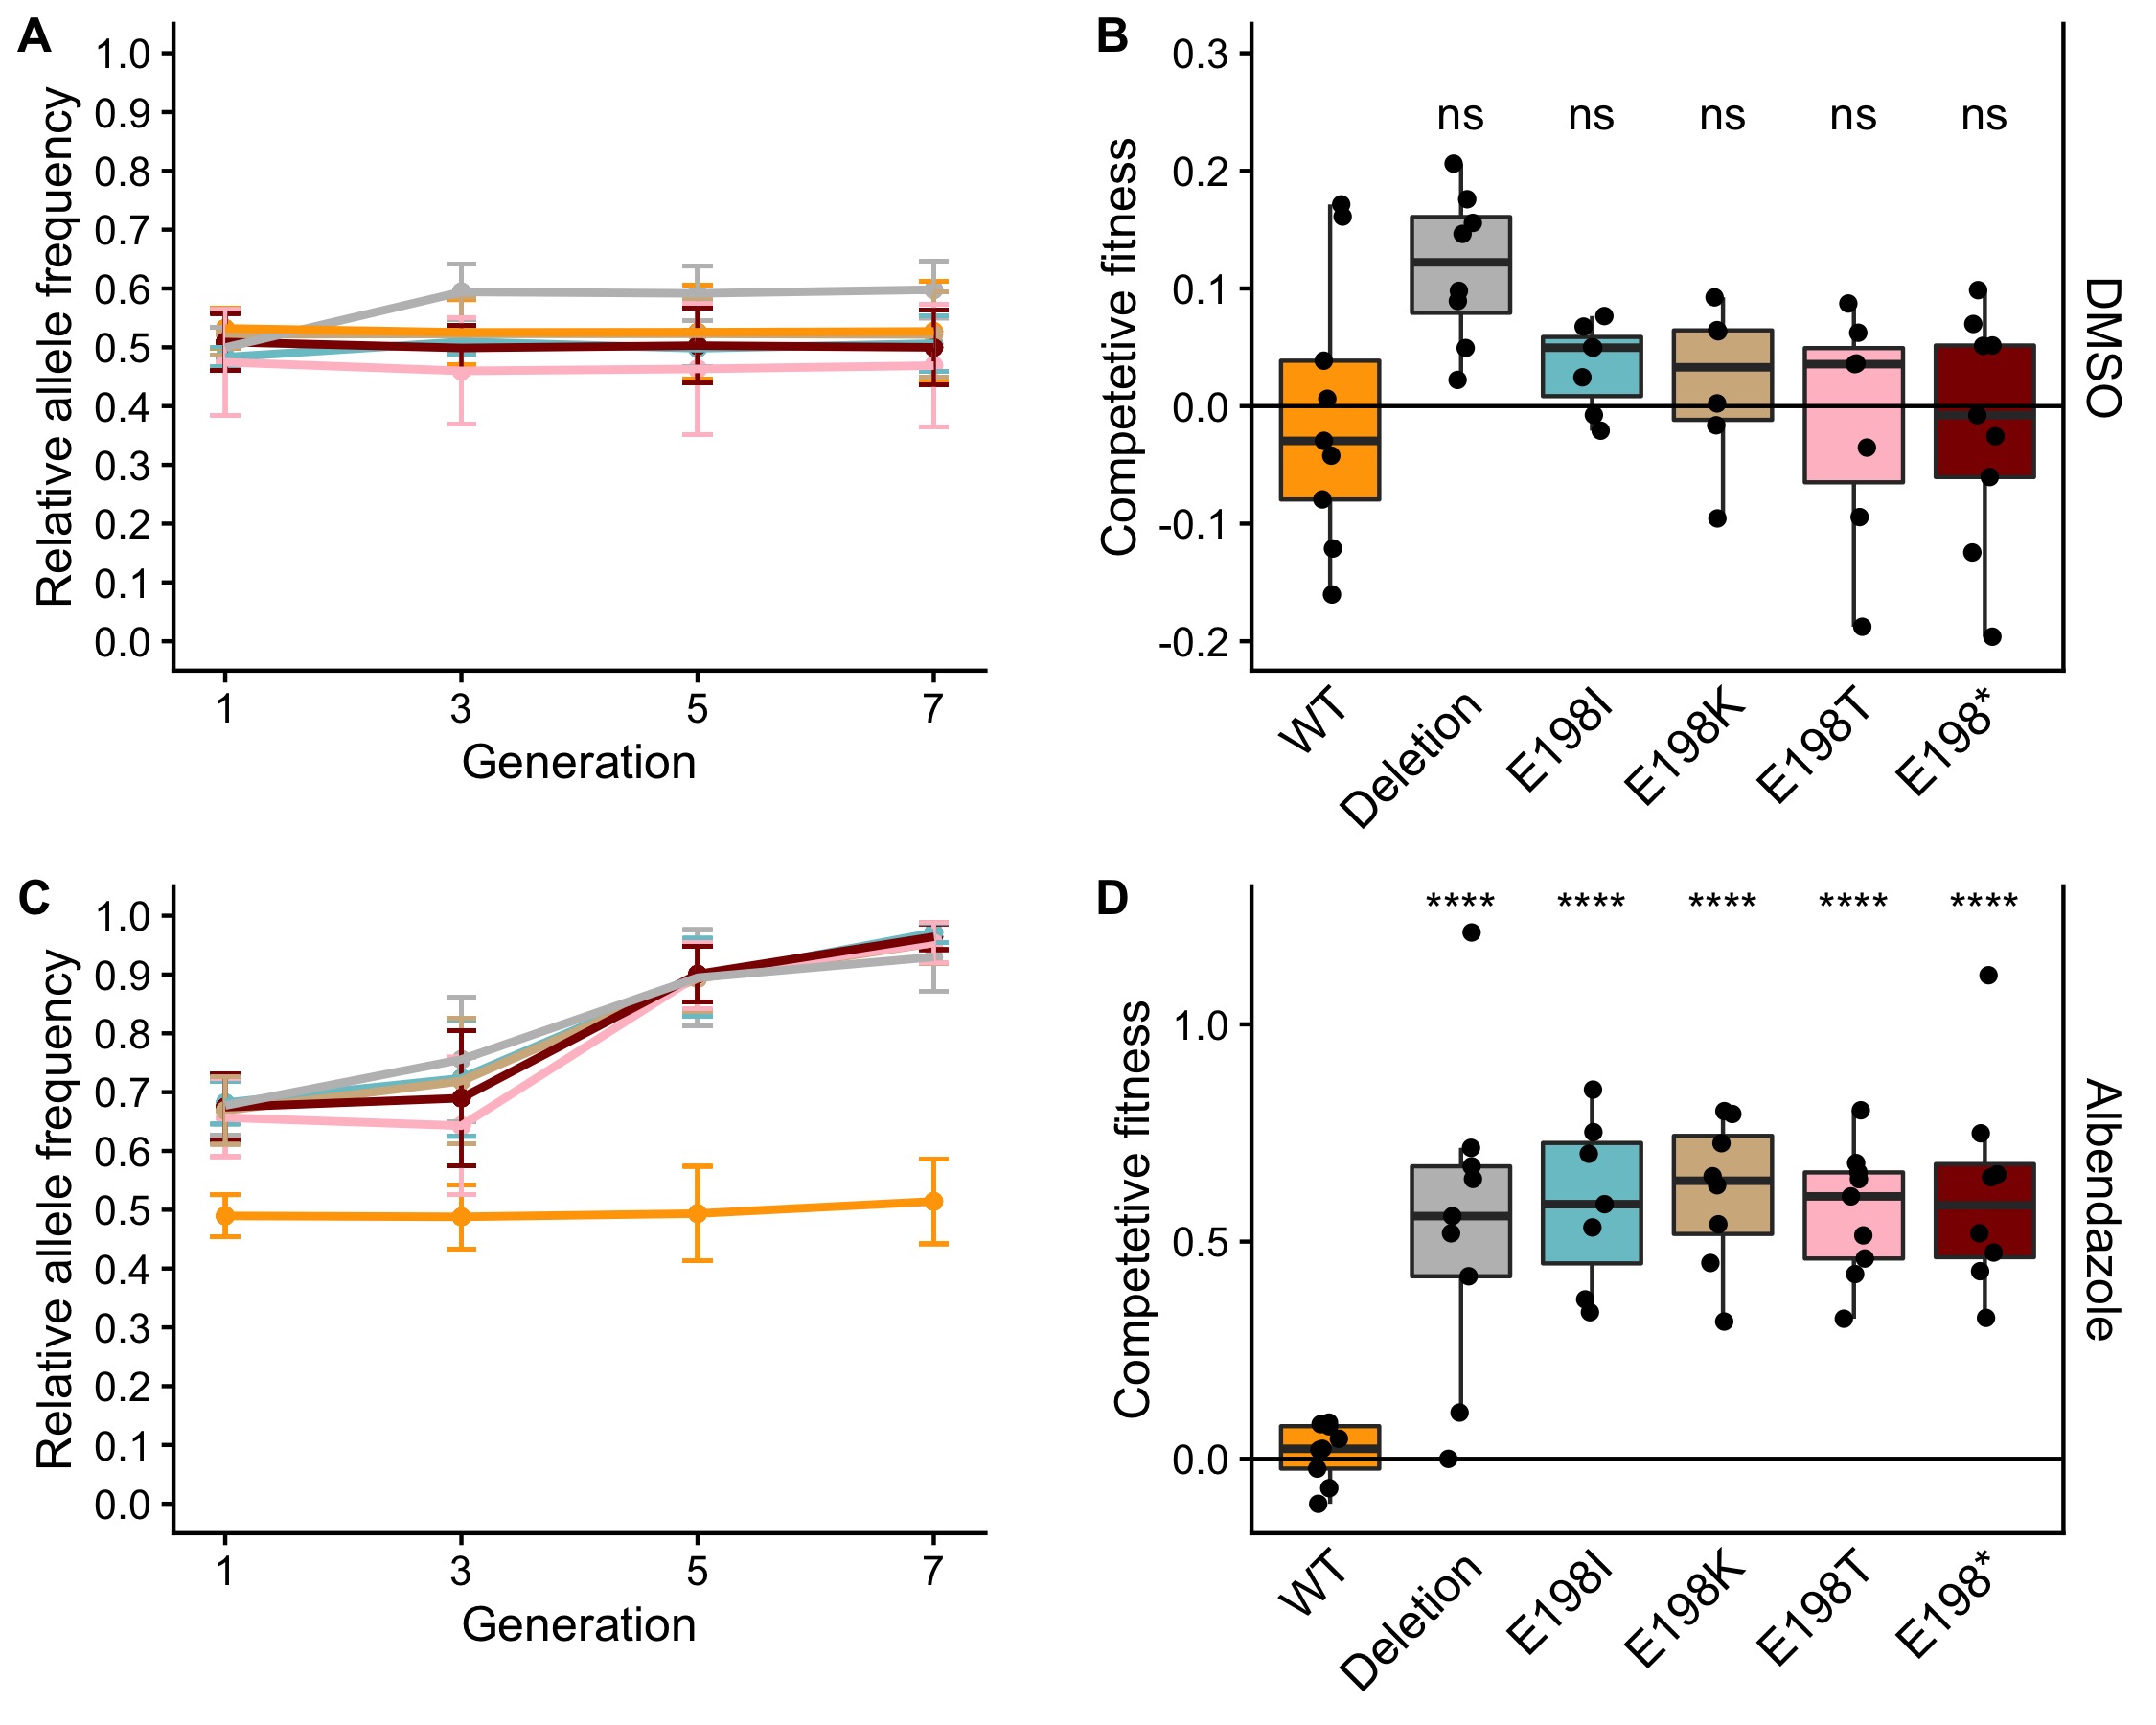 A
1.0
0.9
0.8
0.7
0.6
0.5
0.4
0.3
0.2
0.1
0.0
Relative allele frequency
1 3 5 7
Generation
B
0.3
0.2
0.1
0.0
-0.1
-0.2
Competetive fitness
ns ns ns ns ns
WT Deletion E198I E198K E198T E198*
DMSO
C
1.0
0.9
0.8
0.7
0.6
0.5
0.4
0.3
0.2
0.1
0.0
Relative allele frequency
1 3 5 7
Generation
D
1.0
0.5
0.0
Competetive fitness
**** **** **** **** ****
WT Deletion E198I E198K E198T E198*
Albendazole